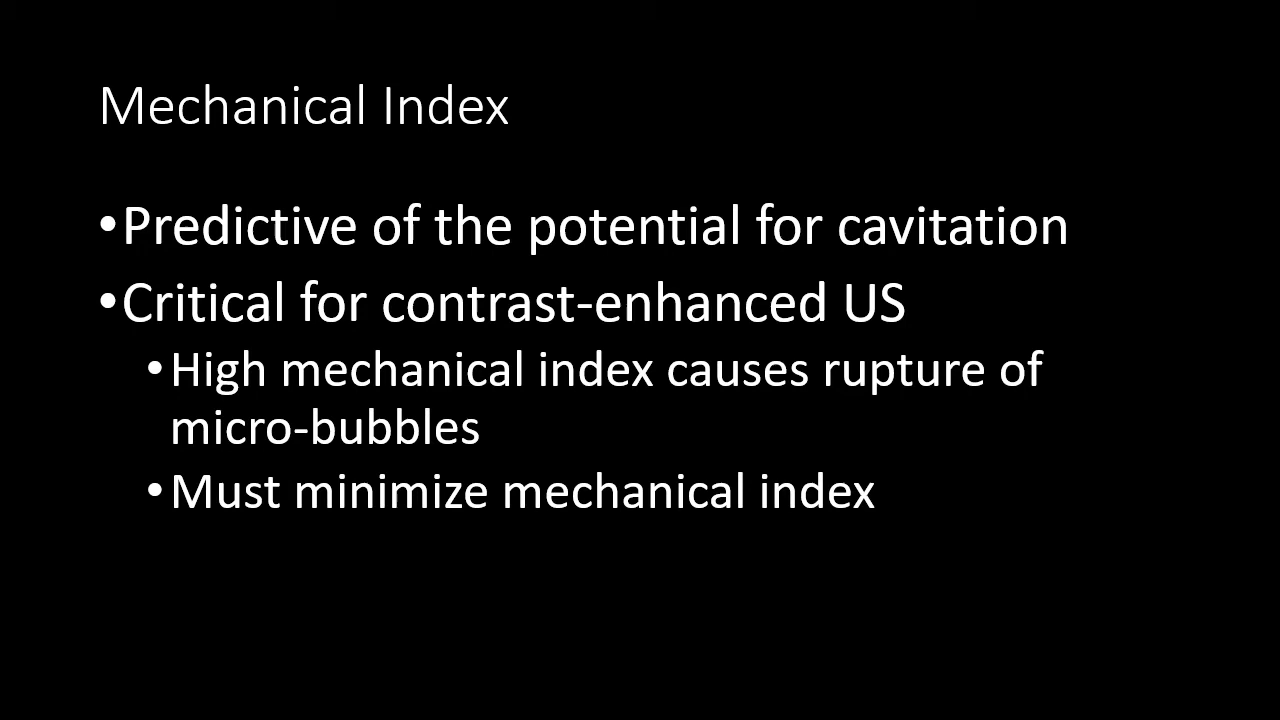 Mechanical Index
•Predictive of the potential for cavitation
•Critical for contrast-enhanced US
•High mechanical index causes rupture of
micro-bubbles
•Must minimize mechanical index